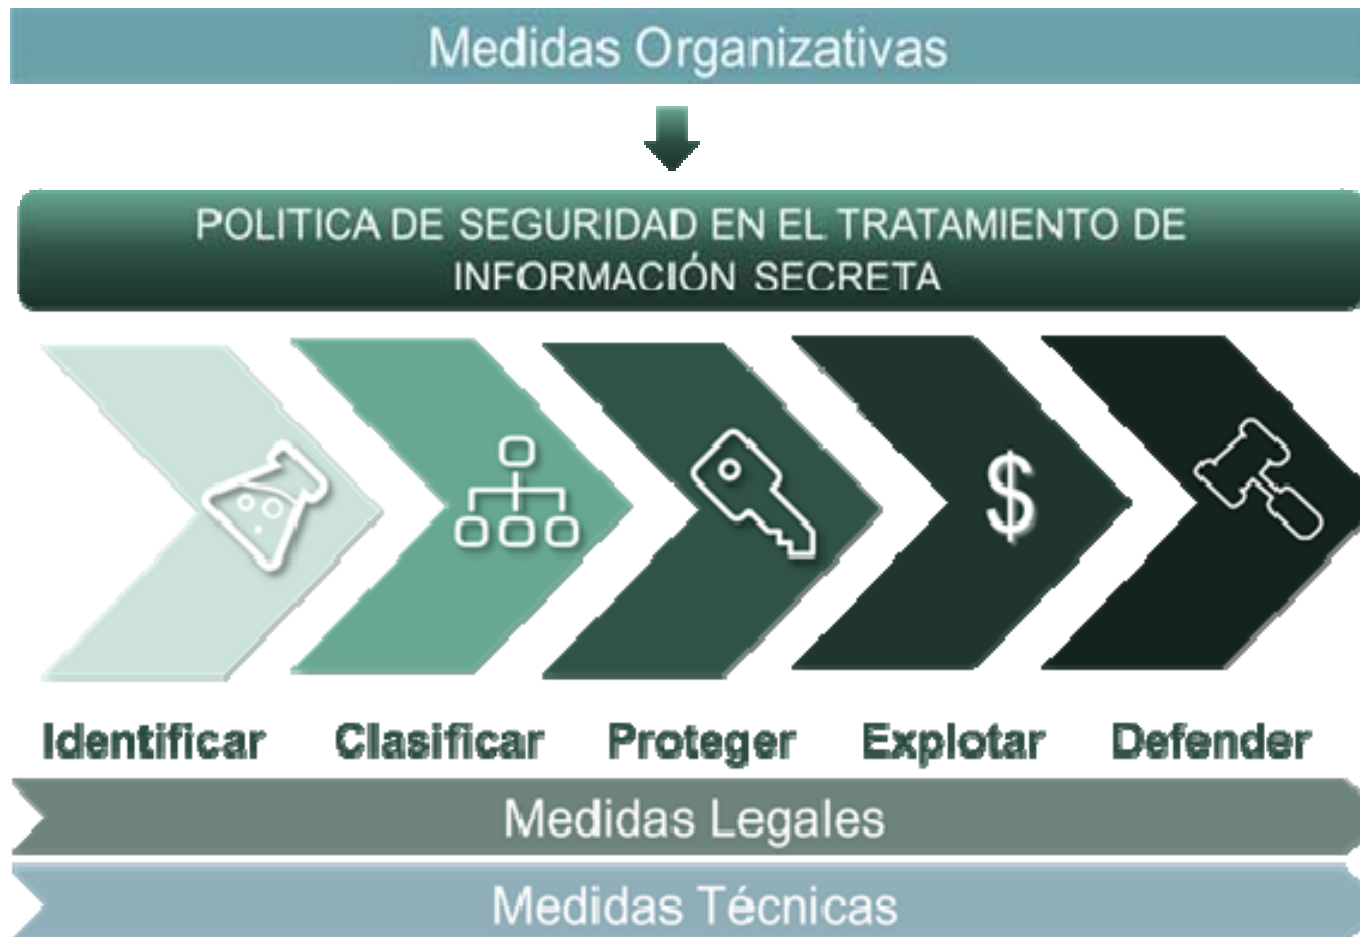 Medidas Organizativas
POLITICA DE SEGURIDAD EN EL TRATAMIENTO DE
INFORMACIÓN SECRETA
$
Identificar Clasificar Proteger Explotar Defender
Medidas Legales
Medidas Técnicas